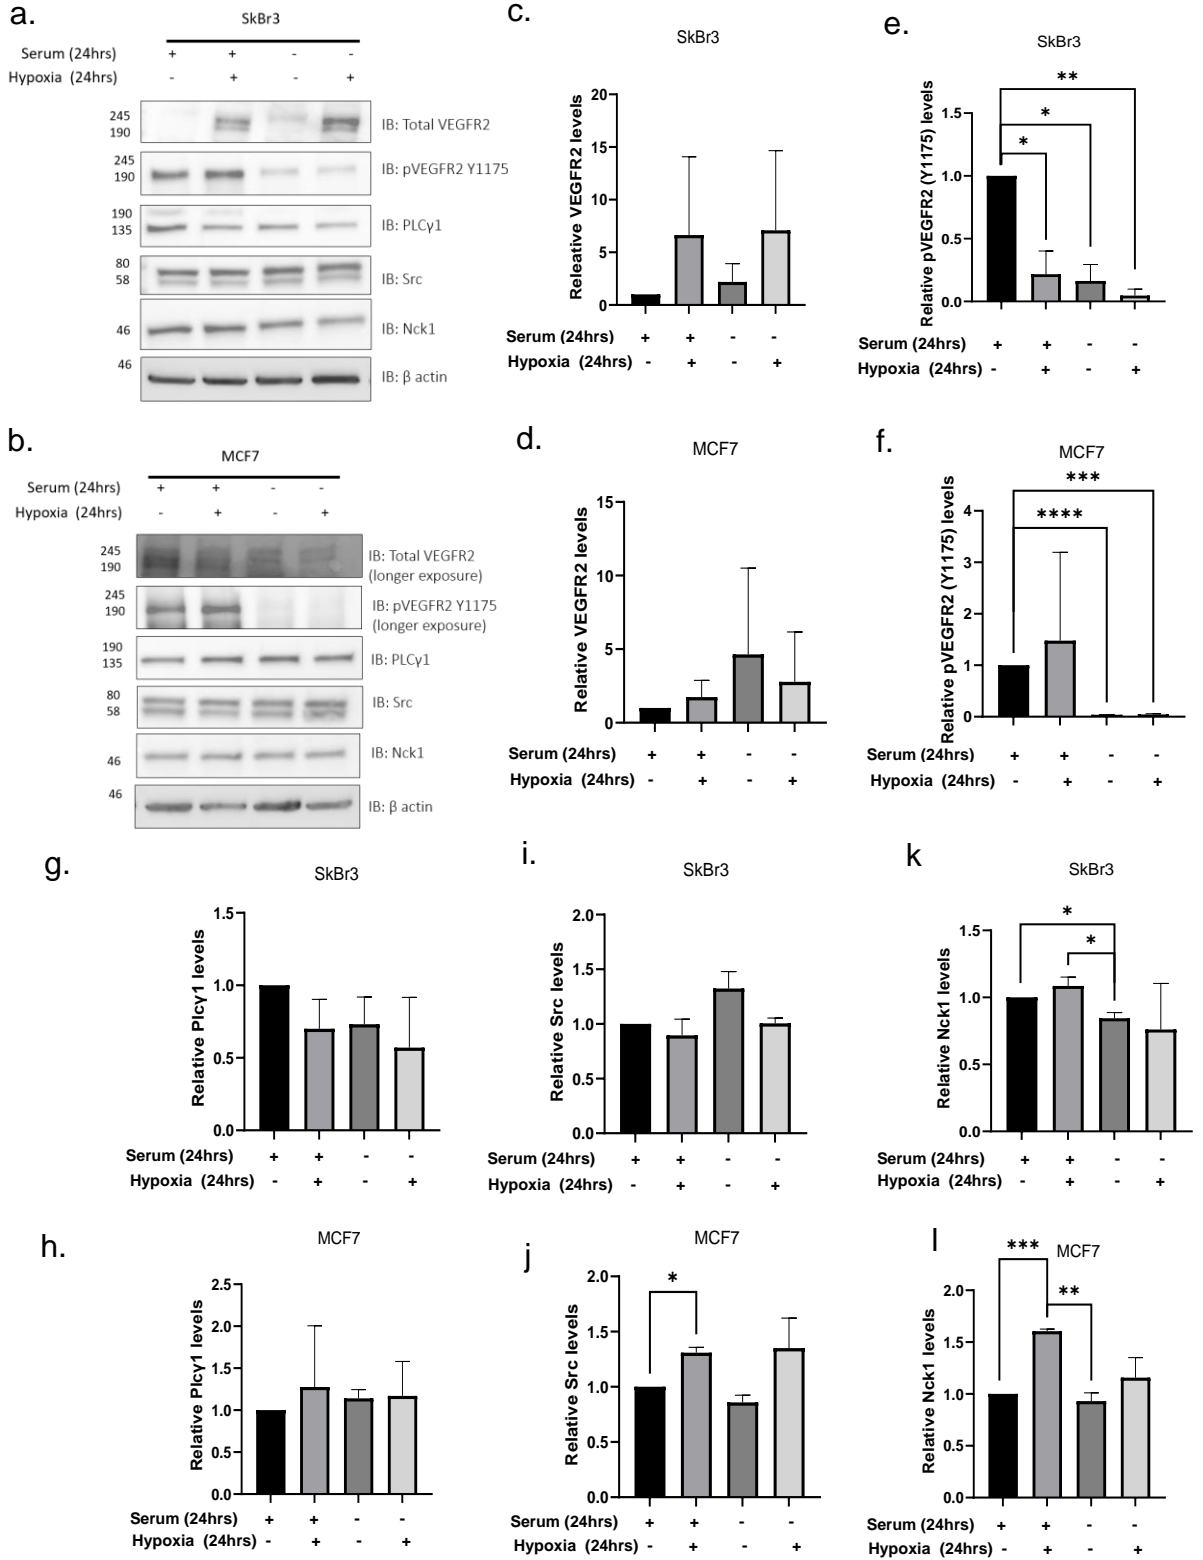 a.
SkBr3
Serum (24hrs) + + - -
Hypoxia (24hrs) - + - +
245
190
IB: Total VEGFR2
245
190
IB: pVEGFR2 Y1175
190
135
IB: PLCγ1
80
58
IB: Src
46
IB: Nck1
46
IB: β actin
c.
SkBr3
Releative VEGFR2 levels
20
15
10
5
0
Serum (24hrs) + + - -
Hypoxia (24hrs) - + - +
e.
SkBr3
**
*
*
Relative pVEGFR2 (Y1175) levels
1.5
1.0
0.5
0.0
Serum (24hrs) + + - -
Hypoxia (24hrs) - + - +
b.
MCF7
Serum (24hrs) + + - -
Hypoxia (24hrs) - + - +
245
190
IB: Total VEGFR2
(longer exposure)
245
190
IB: pVEGFR2 Y1175
(longer exposure)
190
135
IB: PLCγ1
80
58
IB: Src
46
IB: Nck1
46
IB: β actin
d.
MCF7
Relative VEGFR2 levels
15
10
5
0
Serum (24hrs) + + - -
Hypoxia (24hrs) - + - +
f.
MCF7
***
****
Relative pVEGFR2 (Y1175) levels
4
3
2
1
0
Serum (24hrs) + + - -
Hypoxia (24hrs) - + - +
g.
SkBr3
Relative Plcγ1 levels
1.5
1.0
0.5
0.0
Serum (24hrs) + + - -
Hypoxia (24hrs) - + - +
i.
SkBr3
Relative Src levels
2.0
1.5
1.0
0.5
0.0
Serum (24hrs) + + - -
Hypoxia (24hrs) - + - +
k
SkBr3
*
*
Relative Nck1 levels
1.5
1.0
0.5
0.0
Serum (24hrs) + + - -
Hypoxia (24hrs) - + - +
h.
MCF7
Relative Plcγ1 levels
2.5
2.0
1.5
1.0
0.5
0.0
Serum (24hrs) + + - -
Hypoxia (24hrs) - + - +
j
MCF7
*
Relative Src levels
2.0
1.5
1.0
0.5
0.0
Serum (24hrs) + + - -
Hypoxia (24hrs) - + - +
l
MCF7
***
**
Relative Nck1 levels
2.0
1.5
1.0
0.5
0.0
Serum (24hrs) + + - -
Hypoxia (24hrs) - + - +